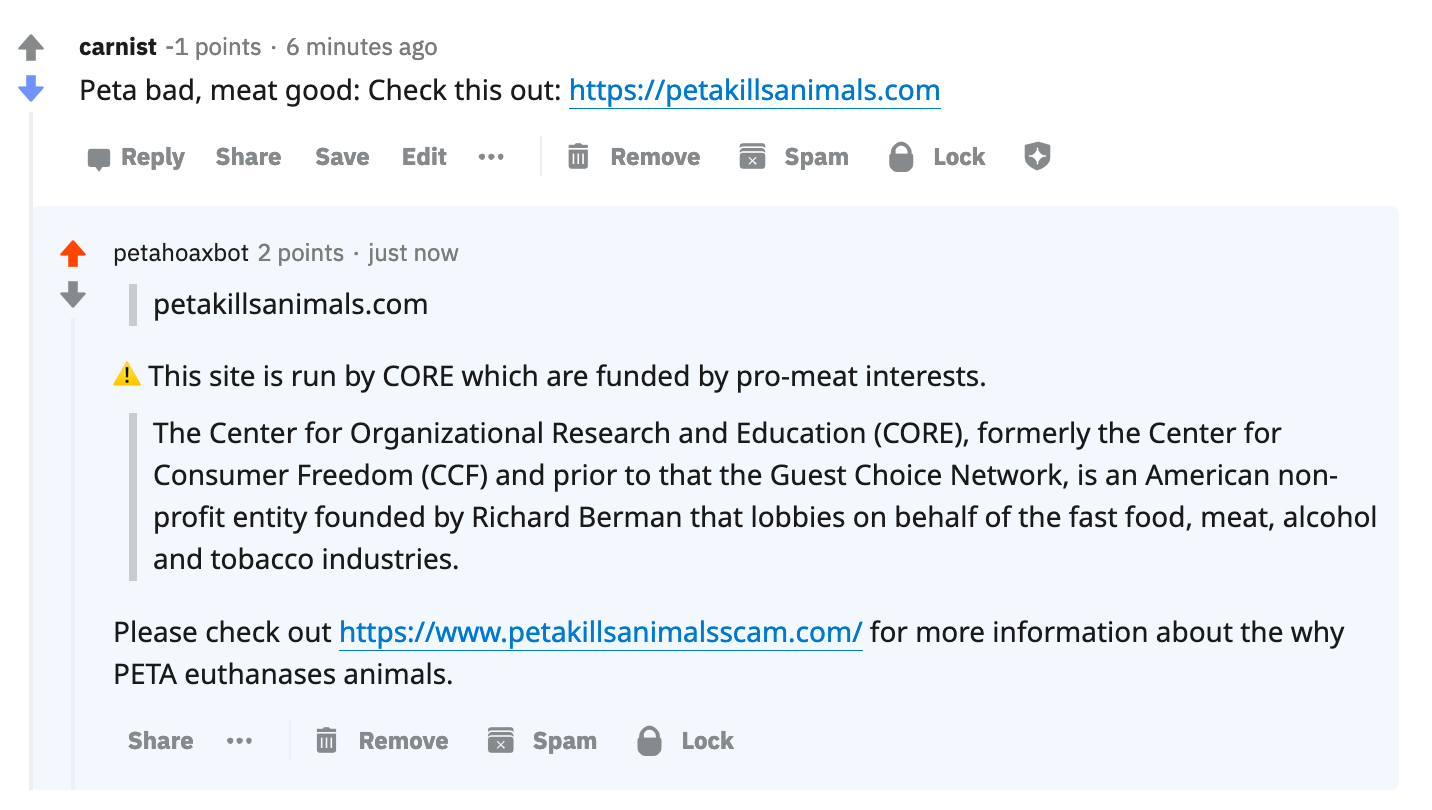 carnist -1 points · 6 minutes ago
Peta bad, meat good: Check this out: https://petakillsanimals.com
Reply Share Save Edit ··· Remove Spam Lock
petahoaxbot 2 points · just now
petakillsanimals.com
This site is run by CORE which are funded by pro-meat interests.
The Center for Organizational Research and Education (CORE), formerly the Center for
Consumer Freedom (CCF) and prior to that the Guest Choice Network, is an American non-
profit entity founded by Richard Berman that lobbies on behalf of the fast food, meat, alcohol
and tobacco industries.
Please check out https://www.petakillsanimalsscam.com/ for more information about the why
PETA euthanases animals.
Share ··· Remove Spam Lock